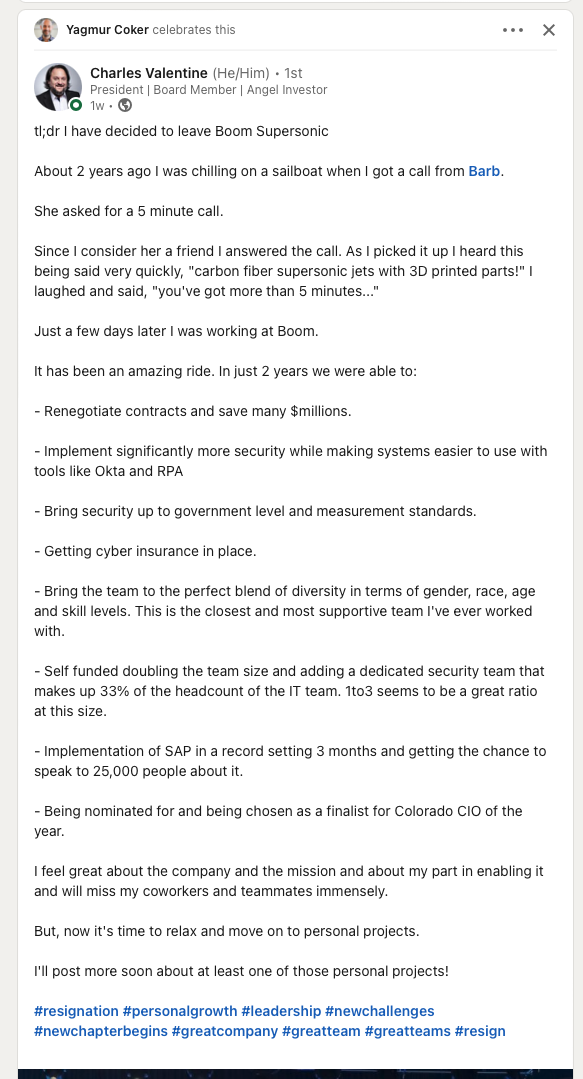 Yagmur Coker celebrates this
Charles Valentine (He/Him) • 1st
President | Board Member | Angel Investor
1w •
tl;dr I have decided to leave Boom Supersonic
About 2 years ago I was chilling on a sailboat when I got a call from Barb.
She asked for a 5 minute call.
Since I consider her a friend I answered the call. As I picked it up I heard this
being said very quickly, "carbon fiber supersonic jets with 3D printed parts!" I
laughed and said, "you've got more than 5 minutes..."
Just a few days later I was working at Boom.
It has been an amazing ride. In just 2 years we were able to:
- Renegotiate contracts and save many $millions.
- Implement significantly more security while making systems easier to use with
tools like Okta and RPA
- Bring security up to government level and measurement standards.
- Getting cyber insurance in place.
- Bring the team to the perfect blend of diversity in terms of gender, race, age
and skill levels. This is the closest and most supportive team I've ever worked
with.
- Self funded doubling the team size and adding a dedicated security team that
makes up 33% of the headcount of the IT team. 1to3 seems to be a great ratio
at this size.
- Implementation of SAP in a record setting 3 months and getting the chance to
speak to 25,000 people about it.
- Being nominated for and being chosen as a finalist for Colorado CIO of the
year.
I feel great about the company and the mission and about my part in enabling it
and will miss my coworkers and teammates immensely.
But, now it's time to relax and move on to personal projects.
I'll post more soon about at least one of those personal projects!
#resignation #personalgrowth #leadership #newchallenges
#newchapterbegins #greatcompany #greatteam #greatteams #resign